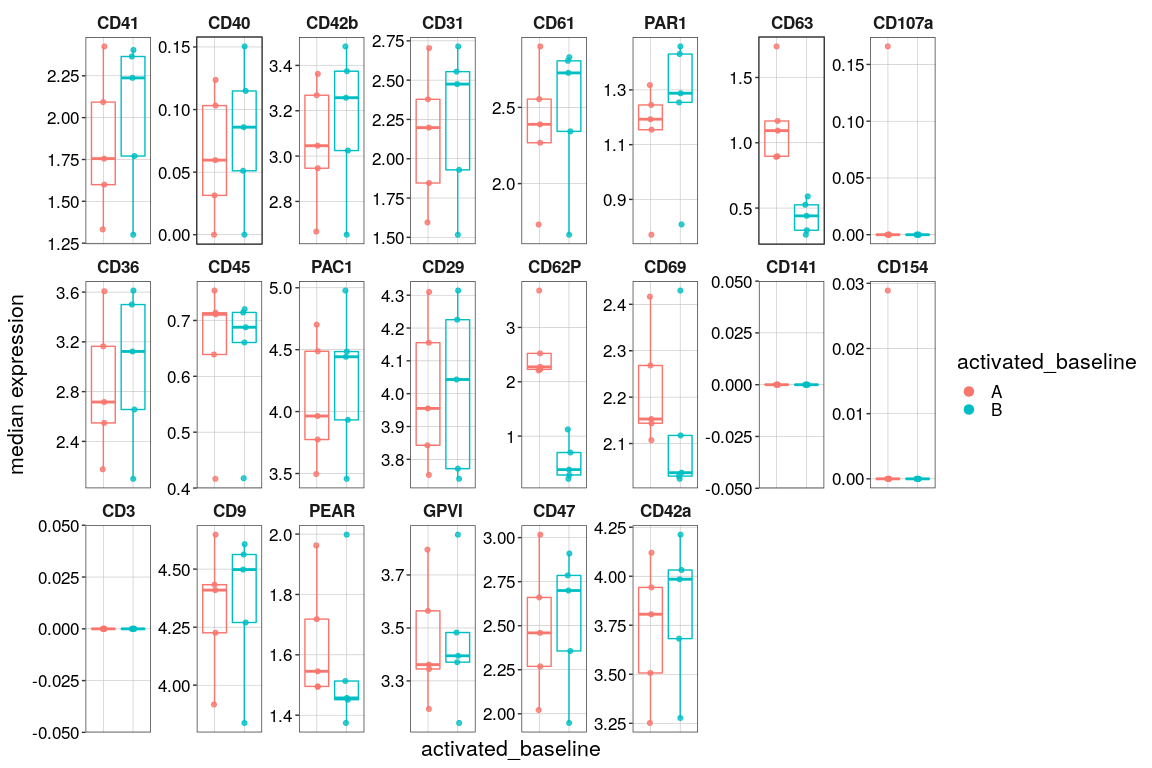 CD41 CD40 CD42b CD31 CD61 PAR1 CD63 CD107a
2.25 2.00 1.75 1.50 1.25
0.15 0.10 0.05 0.00
3.4 3.2 3.0 2.8
2.75 2.50 2.25 2.00 1.75 1.50
2.5 2.0
1.3 1.1 0.9
1.5 1.0 0.5
0.15 0.10 0.05 0.00
CD36 CD45 PAC1 CD29 CD62P CD69 CD141 CD154
3.6 3.2 2.8 2.4
0.7 0.6 0.5 0.4
5.0 4.5 4.0 3.5
4.3 4.2 4.1 4.0 3.9 3.8
3 2 1
2.4 2.3 2.2 2.1
0.050 0.025 0.000 -0.025 -0.050
0.03 0.02 0.01 0.00
CD3 CD9 PEAR GPVI CD47 CD42a
0.050 0.025 0.000 -0.025 -0.050
4.50 4.25 4.00
2.0 1.8 1.6 1.4
3.7 3.5 3.3
3.00 2.75 2.50 2.25 2.00
4.25 4.00 3.75 3.50 3.25
median expression
activated_baseline
activated_baseline
A
B